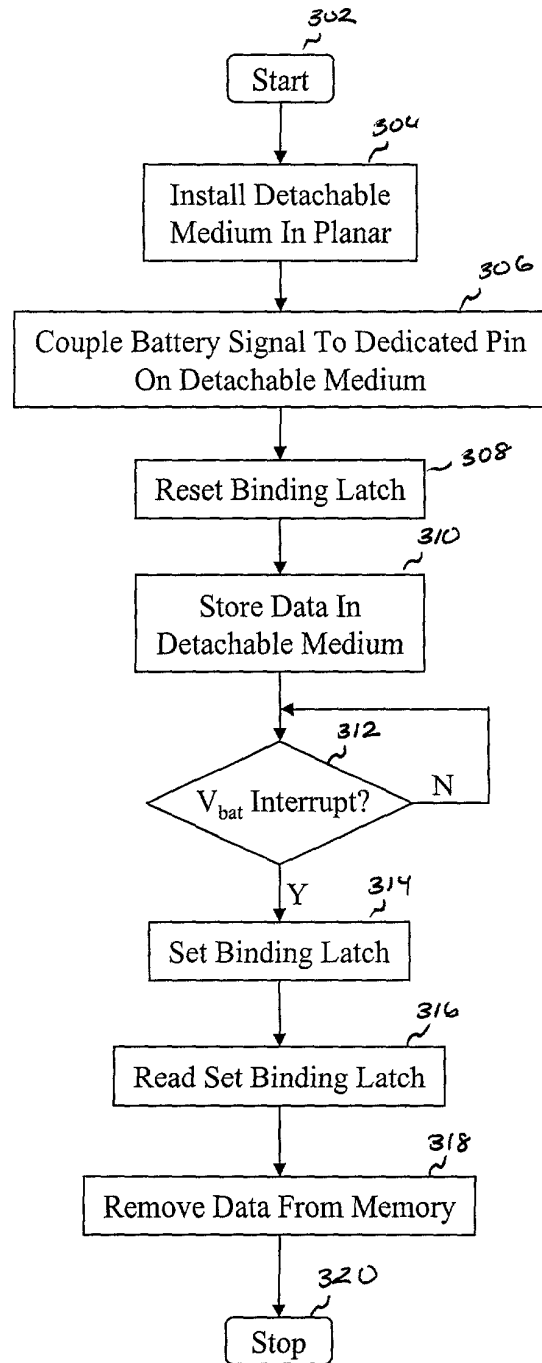 302
Start
304
Install Detachable
Medium In Planar
306
Couple Battery Signal To Dedicated Pin
On Detachable Medium
308
Reset Binding Latch
310
Store Data In
Detachable Medium
312
Vbat Interrupt?
N
Y
314
Set Binding Latch
316
Read Set Binding Latch
318
Remove Data From Memory
320
Stop